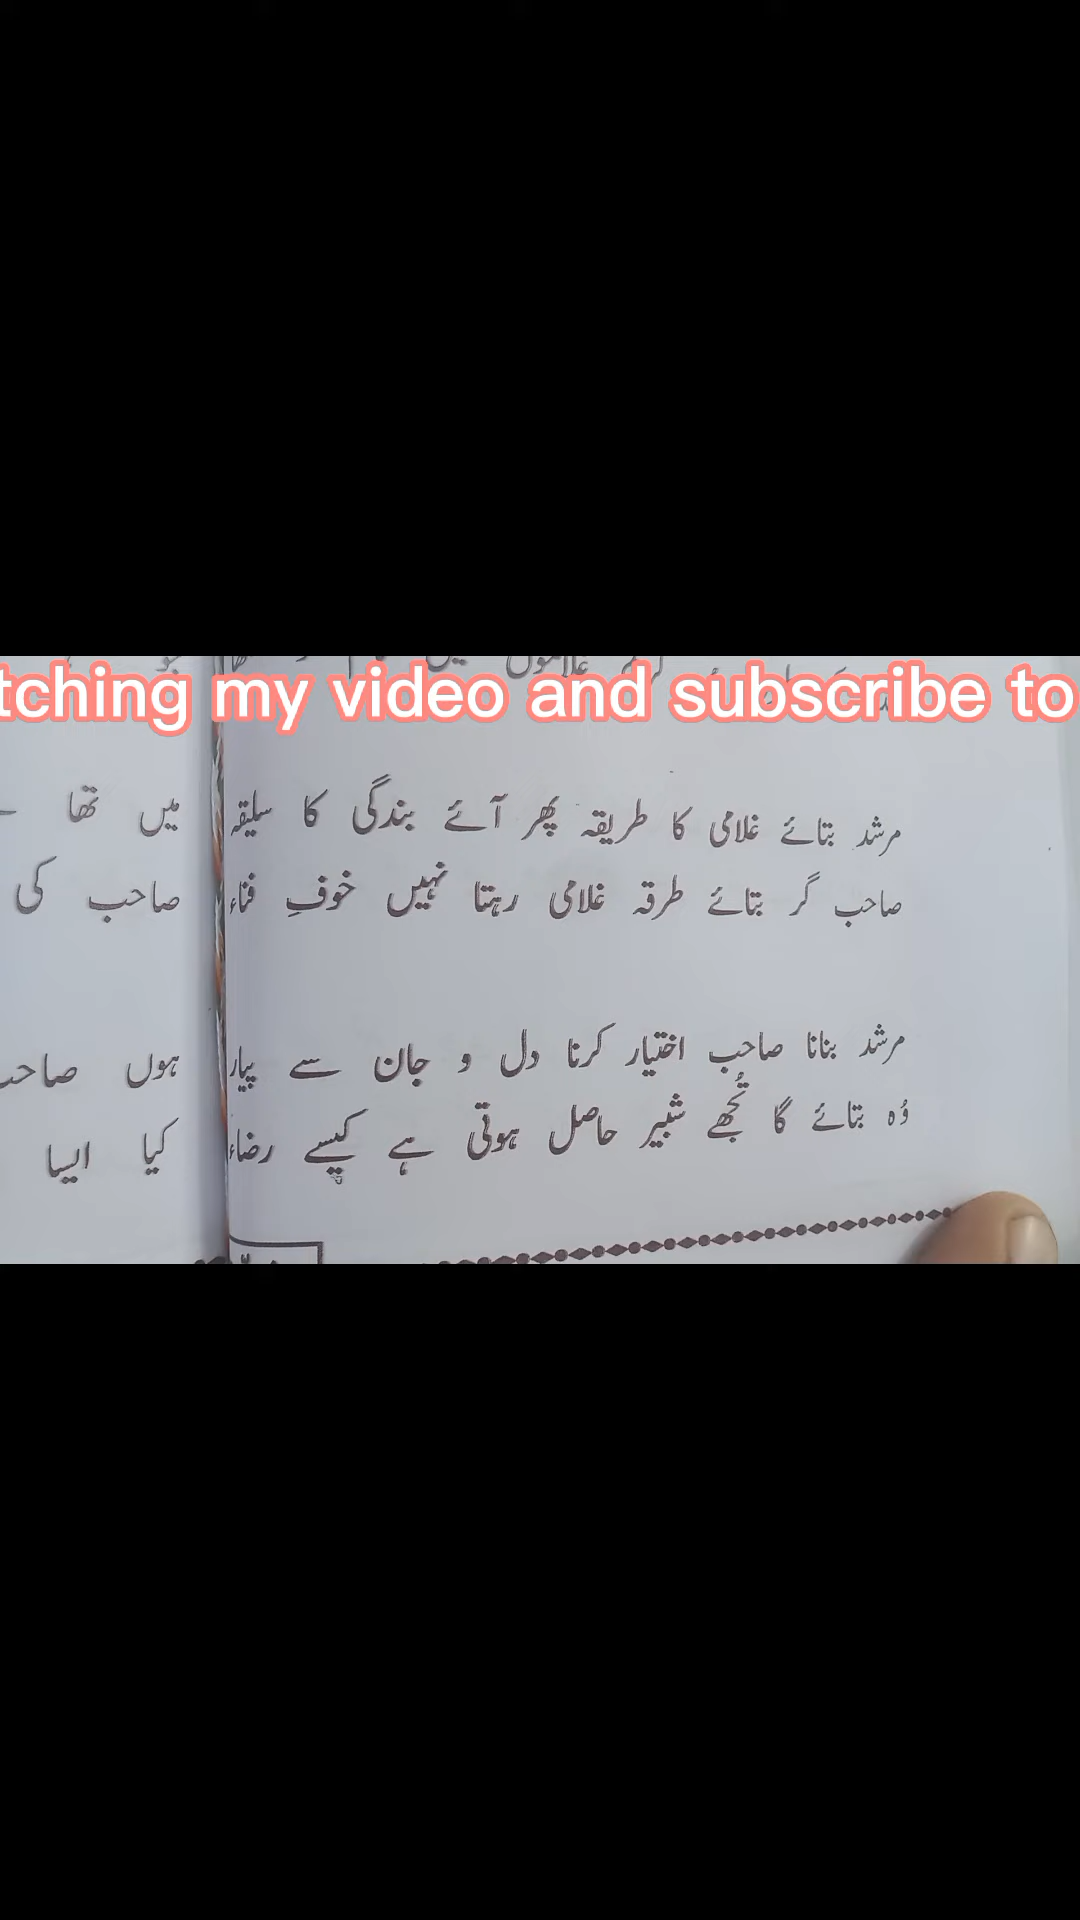 tching my video and subscribe to
غلاموں
مرشد بتائے غلامی کا طریقہ پھر آئے بندگی کا سلیقہ
صاحب گر بتائے طرقہ غلامی رہتا نہیں خوفِ فناء
مرشد بنانا صاحب اختیار کرنا دل و جان سے پیار
وُہ بتائے گا تُجھے شبیر حاصل ہوتی ہے کیسے رضاء
میں تھا
صاحب کی
ہوں
کیا ایسا